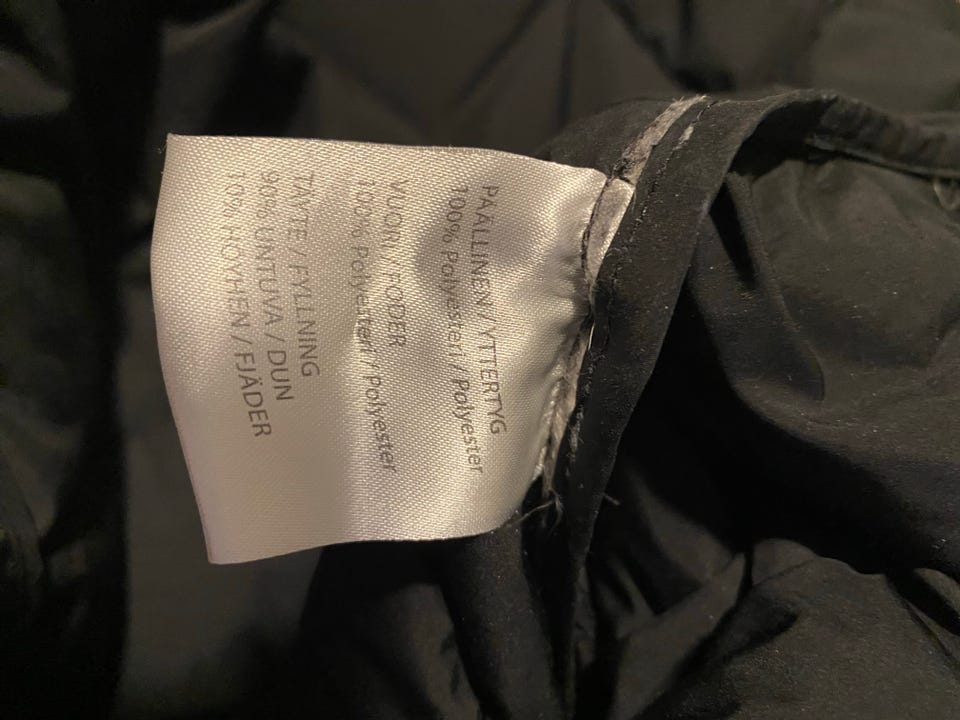 PÄÄLLINEN / YTTERTYG
100% Polyesteri / Polyester
VUORI / FODER
100% Polyesteri / Polyester
TÄYTE / FYLLNING
90% UNTUVA / DUN
10% HÖYHEN / FJÄDER